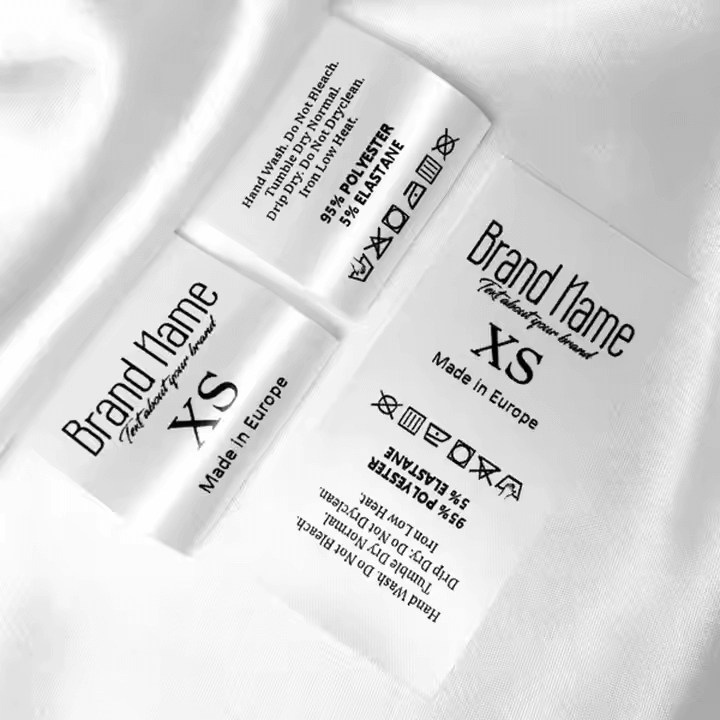 Hand Wash. Do Not Bleach.
Tumble Dry Normal.
Drip Dry. Do Not Dryclean.
Iron Low Heat.
95% POLYESTER
5% ELASTANE
Brand Name
Text about your brand
XS
Made in Europe
Brand Name
Text about your brand
XS
Made in Europe
Hand Wash. Do Not Bleach.
Tumble Dry Normal.
Drip Dry. Do Not Dryclean.
Iron Low Heat.
95% POLYESTER
5% ELASTANE